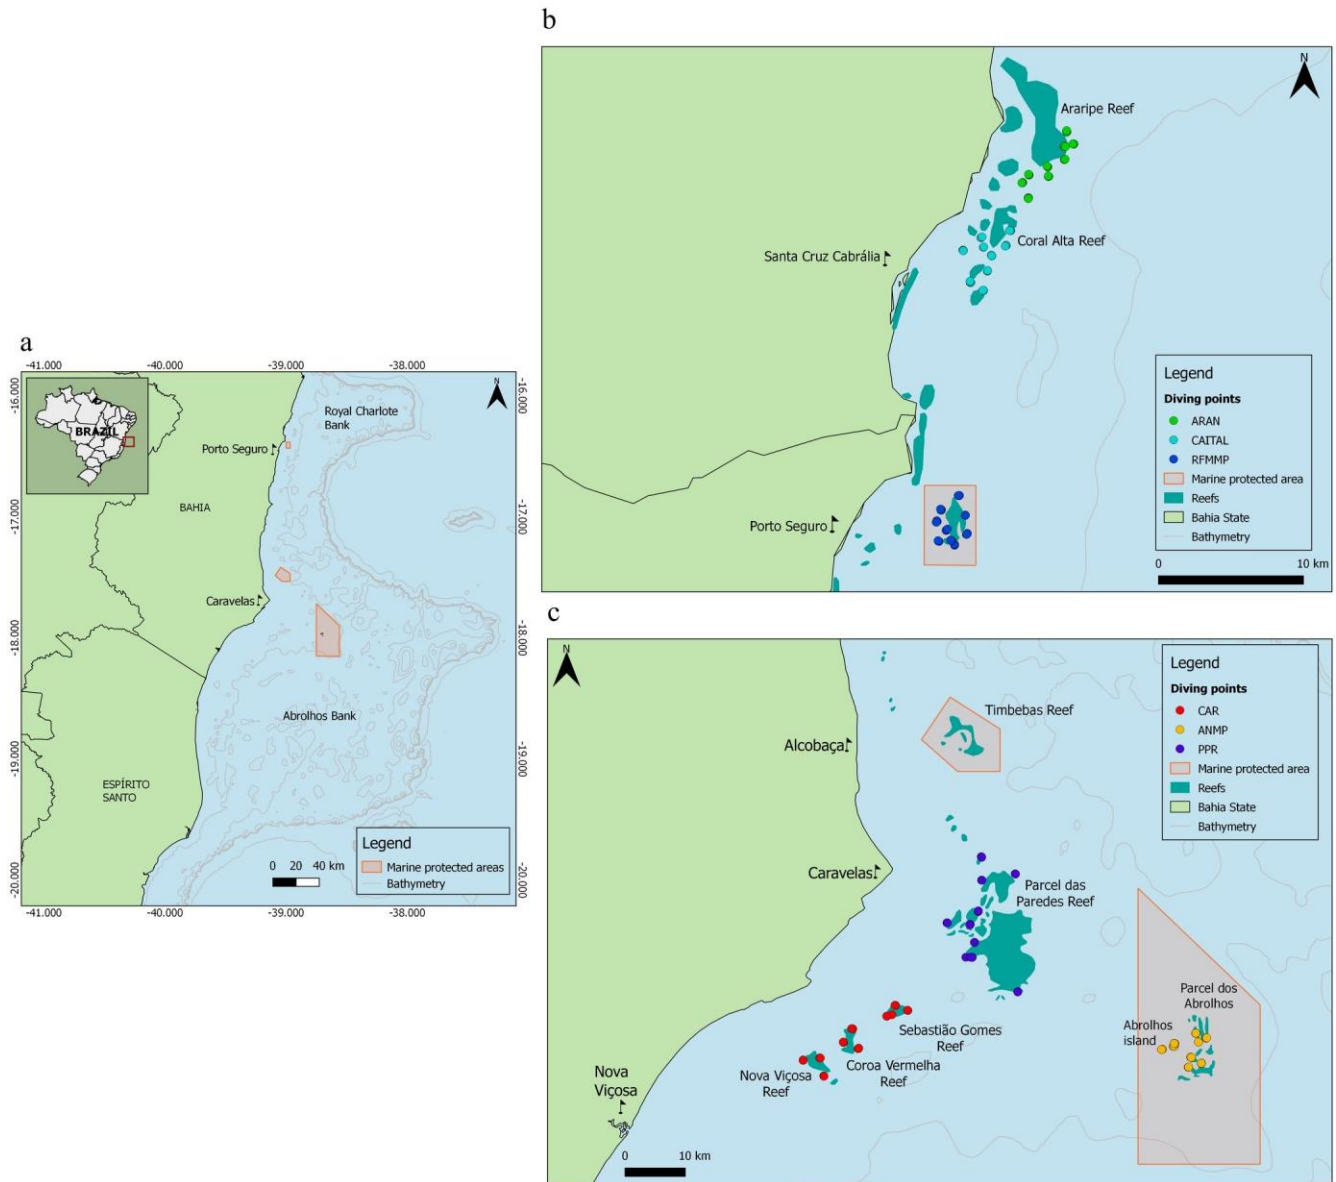 a
-41.000
-40.000
-39.000
-38.000
-16.000
-17.000
-18.000
-19.000
-20.000
BRAZIL
N
Royal Charlote
Bank
Porto Seguro
BAHIA
Caravelas
Abrolhos Bank
ESPÍRITO
SANTO
Legend
Marine protected areas
Bathymetry
0 20 40 km
-16.000
-17.000
-18.000
-19.000
-20.000
-41.000
-40.000
-39.000
-38.000
b
N
Araripe Reef
Coral Alta Reef
Santa Cruz Cabrália
Porto Seguro
Legend
Diving points
ARAN
CAITAL
RFMMP
Marine protected area
Reefs
Bahia State
Bathymetry
0 10 km
c
N
Timbebas Reef
Alcobaça
Caravelas
Parcel das
Paredes Reef
Parcel dos
Abrolhos
Abrolhos
island
Sebastião Gomes
Reef
Coroa Vermelha
Reef
Nova Viçosa
Reef
Nova
Viçosa
Legend
Diving points
CAR
ANMP
PPR
Marine protected area
Reefs
Bahia State
Bathymetry
0 10 km